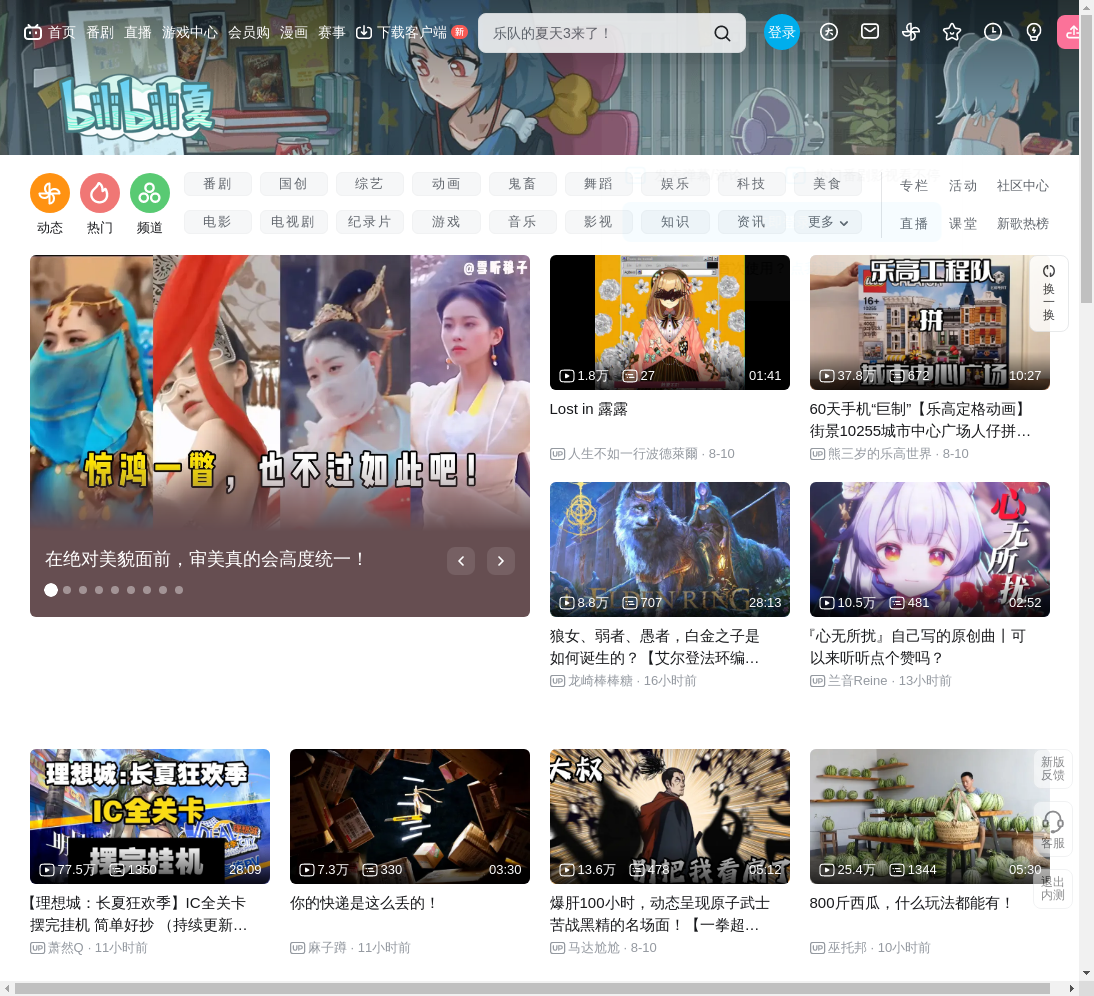 首页 番剧 直播 游戏中心 会员购 漫画 赛事 下载客户端 新 乐队的夏天3来了！ 登录
bilibili夏
动态 热门 频道
番剧 国创 综艺 动画 鬼畜 舞蹈 娱乐 科技 美食 专栏 活动 社区中心
电影 电视剧 纪录片 游戏 音乐 影视 知识 资讯 更多 直播 课堂 新歌热榜
惊鸿一瞥，也不过如此吧！
在绝对美貌面前，审美真的会高度统一！
1.8万 27 01:41
Lost in 露露
UP 人生不如一行波德萊爾 · 8-10
乐高工程队
16+
拼
城市中心广场
37.8万 672 10:27
60天手机“巨制”【乐高定格动画】
街景10255城市中心广场人仔拼…
UP 熊三岁的乐高世界 · 8-10
换一换
ELDEN RING
8.8万 707 28:13
狼女、弱者、愚者，白金之子是
如何诞生的？【艾尔登法环编…
UP 龙崎棒棒糖 · 16小时前
心无所扰
10.5万 481 02:52
『心无所扰』自己写的原创曲丨可
以来听听点个赞吗？
UP 兰音Reine · 13小时前
理想城:长夏狂欢季
IC全关卡
摆完挂机
77.5万 1350 28:09
【理想城：长夏狂欢季】IC全关卡
摆完挂机 简单好抄 （持续更新…
UP 萧然Q · 11小时前
7.3万 330 03:30
你的快递是这么丢的！
UP 麻子蹲 · 11小时前
大叔
别把我看扁了
13.6万 478 05:12
爆肝100小时，动态呈现原子武士
苦战黑精的名场面！【一拳超…
UP 马达尬尬 · 8-10
25.4万 1344 05:30
800斤西瓜，什么玩法都能有！
UP 巫托邦 · 10小时前
新版
反馈
客服
退出
内测